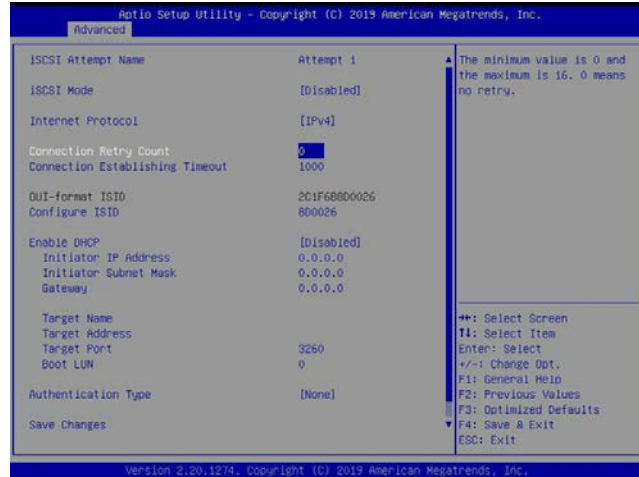 Aptio Setup Utility – Copyright (C) 2019 American Megatrends, Inc.
Advanced
iSCSI Attempt Name Attempt 1
iSCSI Mode [Disabled]
Internet Protocol [IPv4]
Connection Retry Count 0
Connection Establishing Timeout 1000
OUI-format ISID 2C1F6B8D0026
Configure ISID 8D0026
Enable DHCP [Disabled]
Initiator IP Address 0.0.0.0
Initiator Subnet Mask 0.0.0.0
Gateway 0.0.0.0
Target Name
Target Address
Target Port 3260
Boot LUN 0
Authentication Type [None]
Save Changes
The minimum value is 0 and
the maximum is 16. 0 means
no retry.
→←: Select Screen
↑↓: Select Item
Enter: Select
+/-: Change Opt.
F1: General Help
F2: Previous Values
F3: Optimized Defaults
F4: Save & Exit
ESC: Exit
Version 2.20.1274. Copyright (C) 2019 American Megatrends, Inc.